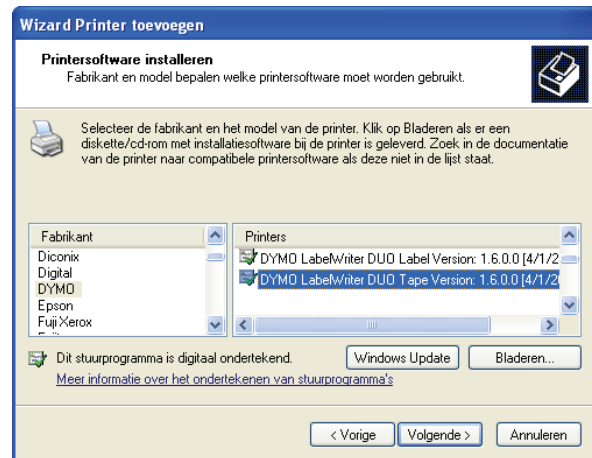 Wizard Printer toevoegen
Printersoftware installeren
Fabrikant en model bepalen welke printersoftware moet worden gebruikt.
Selecteer de fabrikant en het model van de printer. Klik op Bladeren als er een
diskette/cd-rom met installatiesoftware bij de printer is geleverd. Zoek in de documentatie
van de printer naar compatibele printersoftware als deze niet in de lijst staat.
Fabrikant
Diconix
Digital
DYMO
Epson
Fuji Xerox
Printers
DYMO LabelWriter DUO Label Version: 1.6.0.0 [4/1/2
DYMO LabelWriter DUO Tape Version: 1.6.0.0 [4/1/2
Dit stuurprogramma is digitaal ondertekend.
Meer informatie over het ondertekenen van stuurprogramma's
Windows Update
Bladeren...
< Vorige
Volgende >
Annuleren